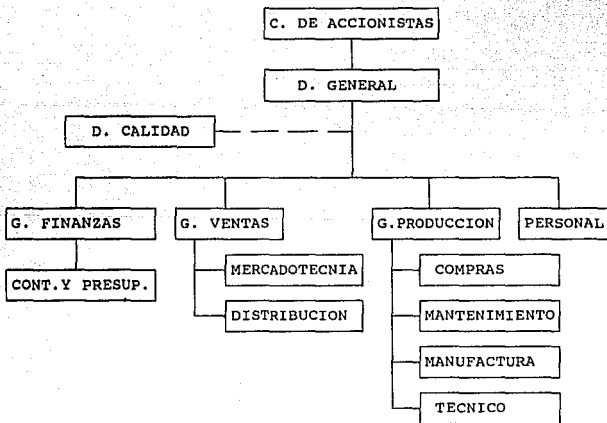 C. DE ACCIONISTAS
D. GENERAL
D. CALIDAD
G. FINANZAS
G. VENTAS
G.PRODUCCION
PERSONAL
CONT.Y PRESUP.
MERCADOTECNIA
DISTRIBUCION
COMPRAS
MANTENIMIENTO
MANUFACTURA
TECNICO